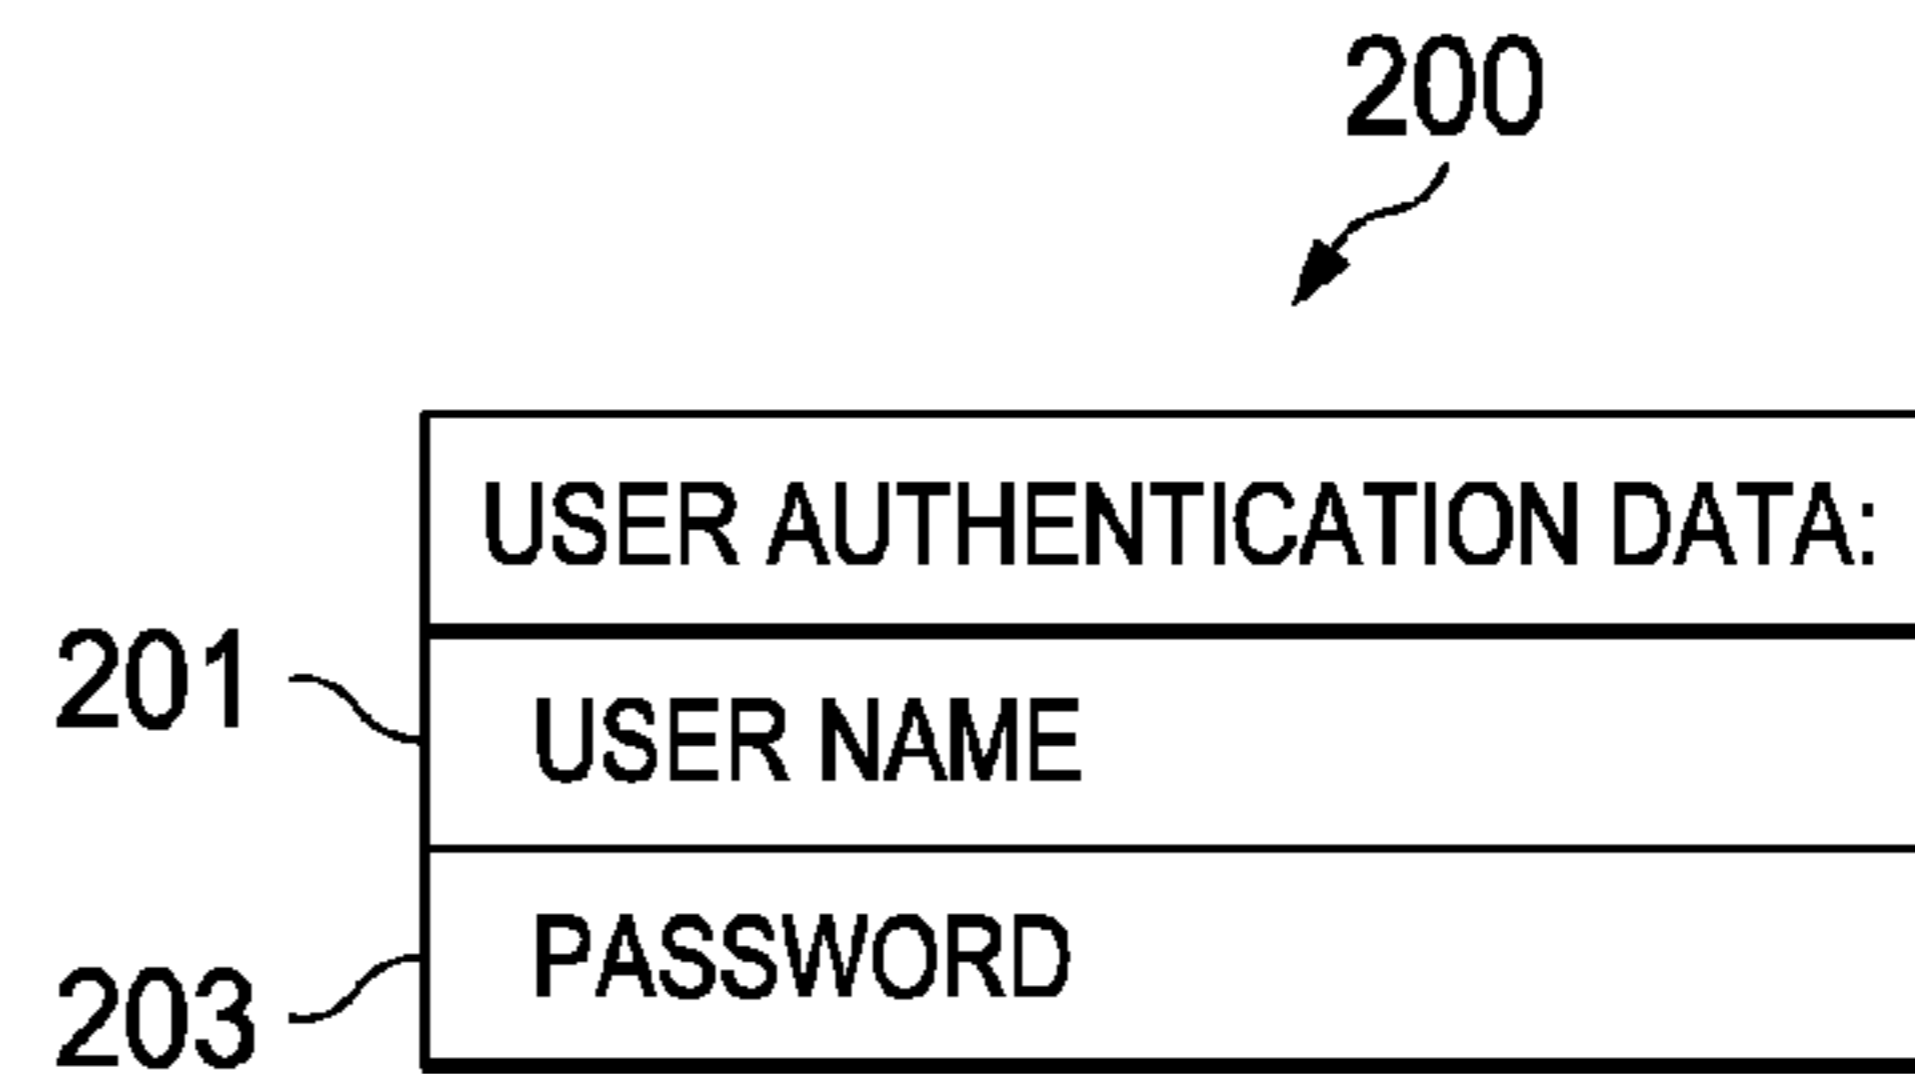 200
USER AUTHENTICATION DATA:
201
USER NAME
PASSWORD
203